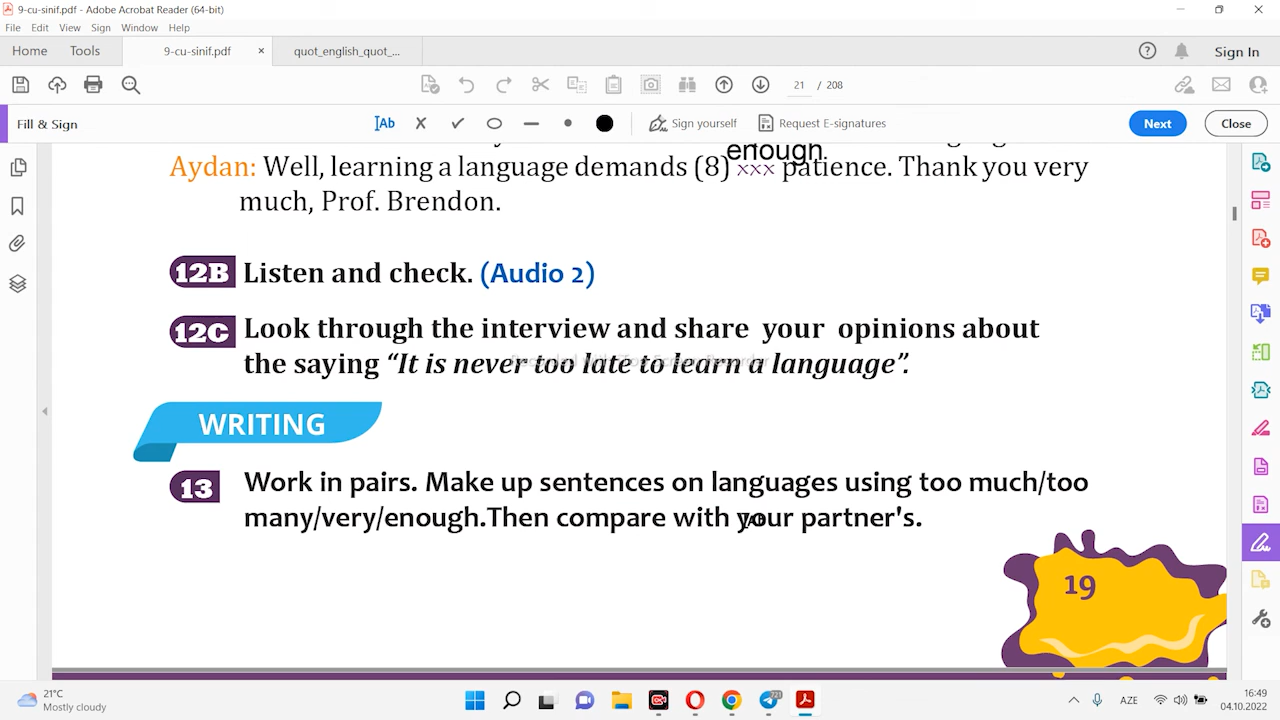 9-cu-sinif.pdf - Adobe Acrobat Reader (64-bit)
File Edit View Sign Window Help
Home Tools 9-cu-sinif.pdf × quot_english_quot_... Sign In
21 / 208
Fill & Sign Ab Sign yourself Request E-signatures Next Close
enough
Aydan: Well, learning a language demands (8) xxx patience. Thank you very
much, Prof. Brendon.
12B Listen and check. (Audio 2)
12C Look through the interview and share your opinions about
the saying “It is never too late to learn a language”.
WRITING
13 Work in pairs. Make up sentences on languages using too much/too
many/very/enough.Then compare with your partner's.
19
21°C
Mostly cloudy
721
AZE
16:49
04.10.2022